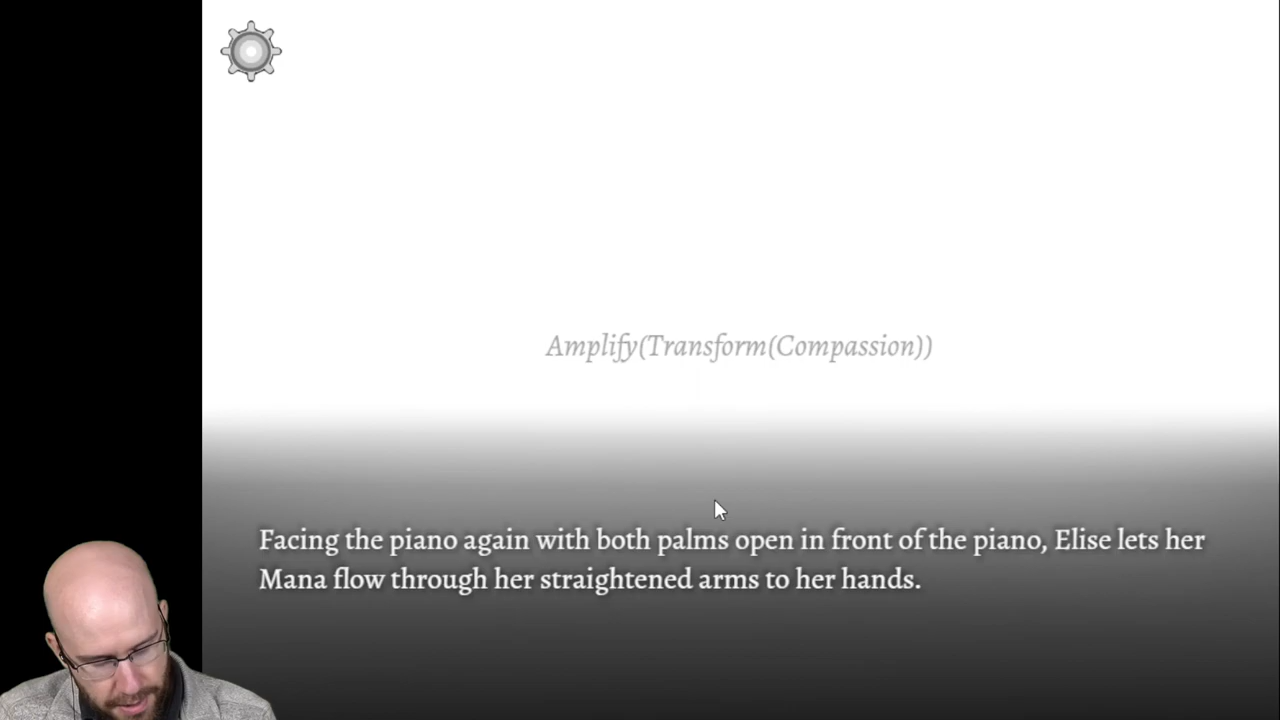 Amplify(Transform(Compassion))
Facing the piano again with both palms open in front of the piano, Elise lets her
Mana flow through her straightened arms to her hands.